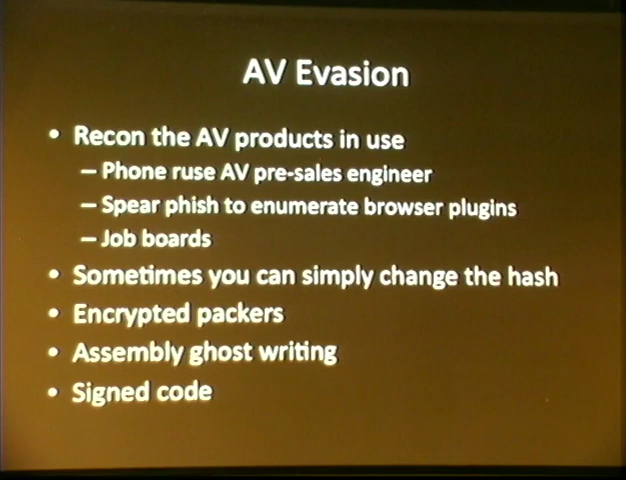 AV Evasion
• Recon the AV products in use
– Phone ruse AV pre-sales engineer
– Spear phish to enumerate browser plugins
– Job boards
• Sometimes you can simply change the hash
• Encrypted packers
• Assembly ghost writing
• Signed code